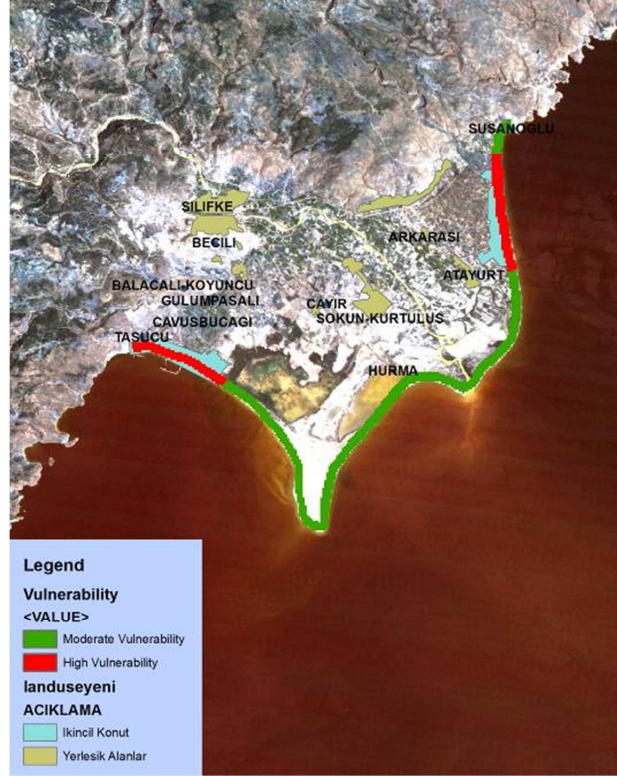 SUSANOGLU
SILIFKE
BECILI
ARKARASI
ATAYURT
BALACALI-KOYUNCU
GULUMPASALI
CAYIR
SOKUN-KURTULUS
CAVUSBUCAGI
TASUCU
HURMA
Legend
Vulnerability
<VALUE>
Moderate Vulnerability
High Vulnerability
landuseyeni
ACIKLAMA
Ikincil Konut
Yerlesik Alanlar